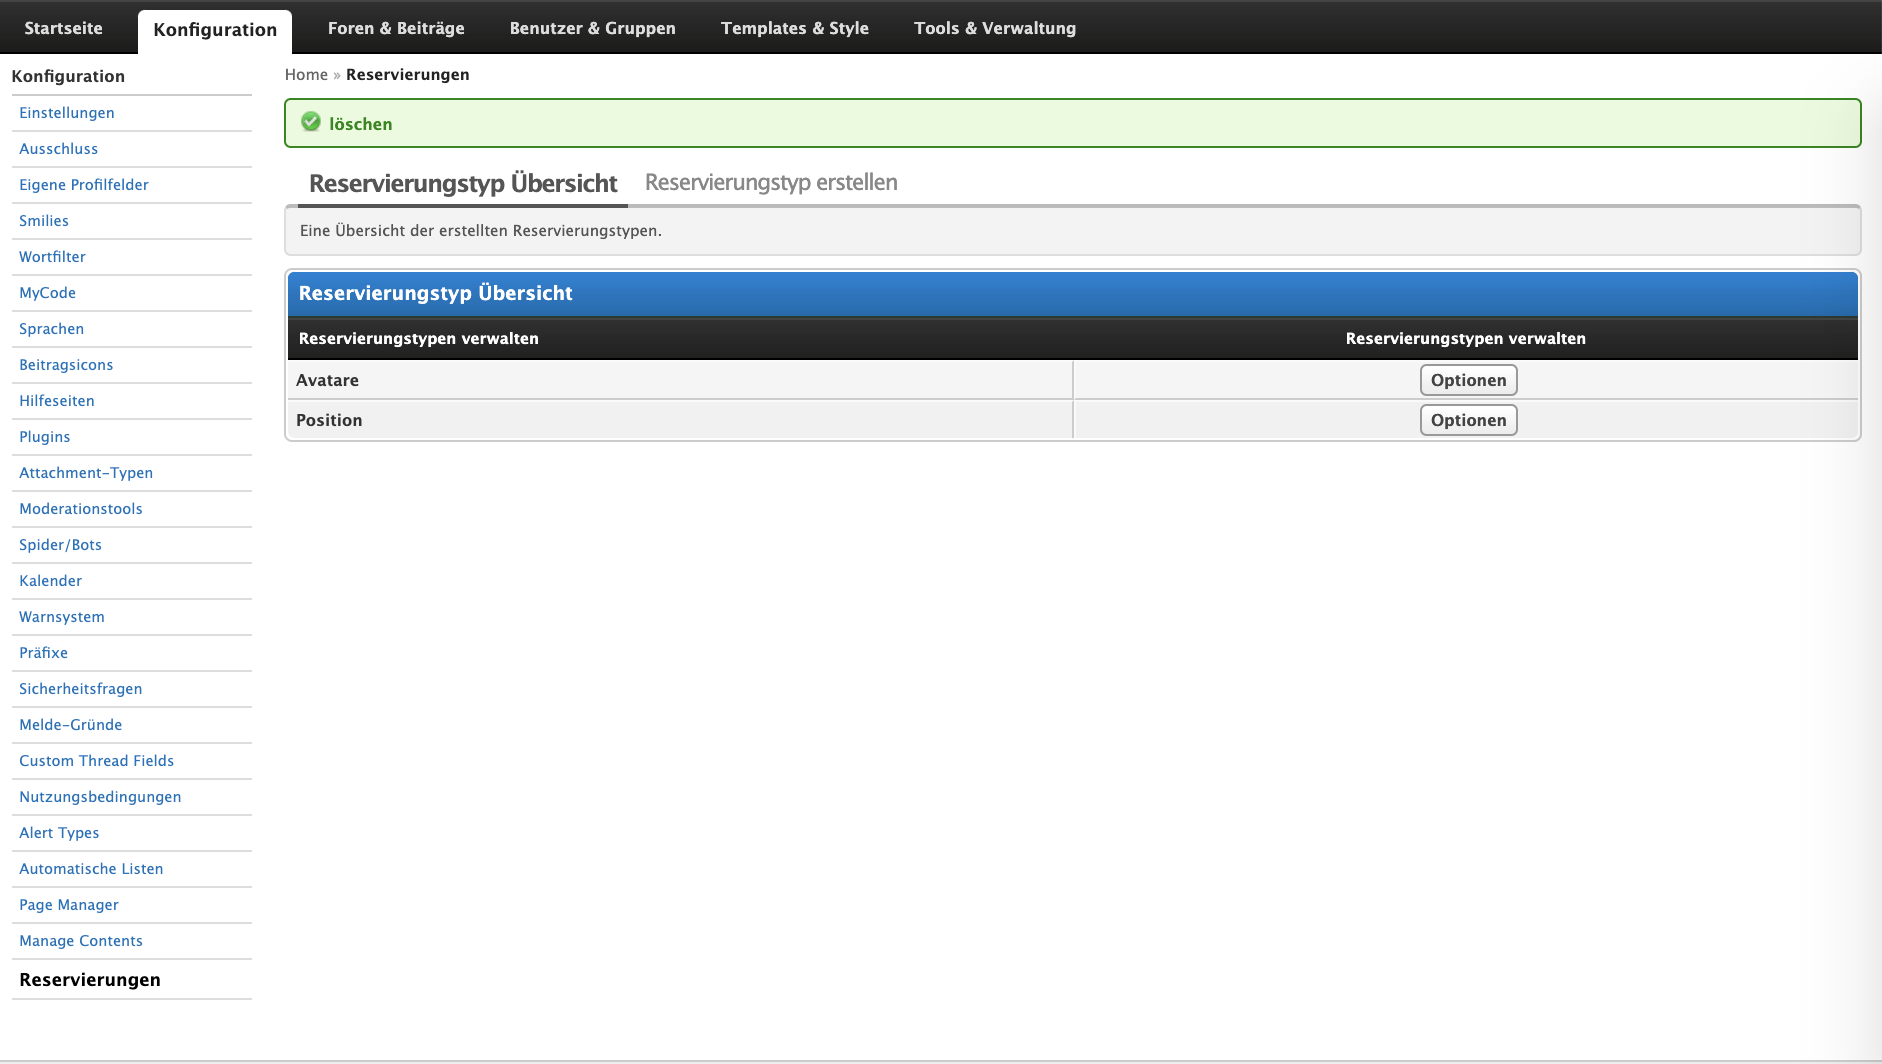 Startseite
Konfiguration
Foren & Beiträge
Benutzer & Gruppen
Templates & Style
Tools & Verwaltung
Konfiguration
Einstellungen
Ausschluss
Eigene Profilfelder
Smilies
Wortfilter
MyCode
Sprachen
Beitragsicons
Hilfeseiten
Plugins
Attachment-Typen
Moderationstools
Spider/Bots
Kalender
Warnsystem
Präfixe
Sicherheitsfragen
Melde-Gründe
Custom Thread Fields
Nutzungsbedingungen
Alert Types
Automatische Listen
Page Manager
Manage Contents
Reservierungen
Home » Reservierungen
löschen
Reservierungstyp Übersicht
Reservierungstyp erstellen
Eine Übersicht der erstellten Reservierungstypen.
Reservierungstyp Übersicht
Reservierungstypen verwalten
Reservierungstypen verwalten
Avatare
Optionen
Position
Optionen